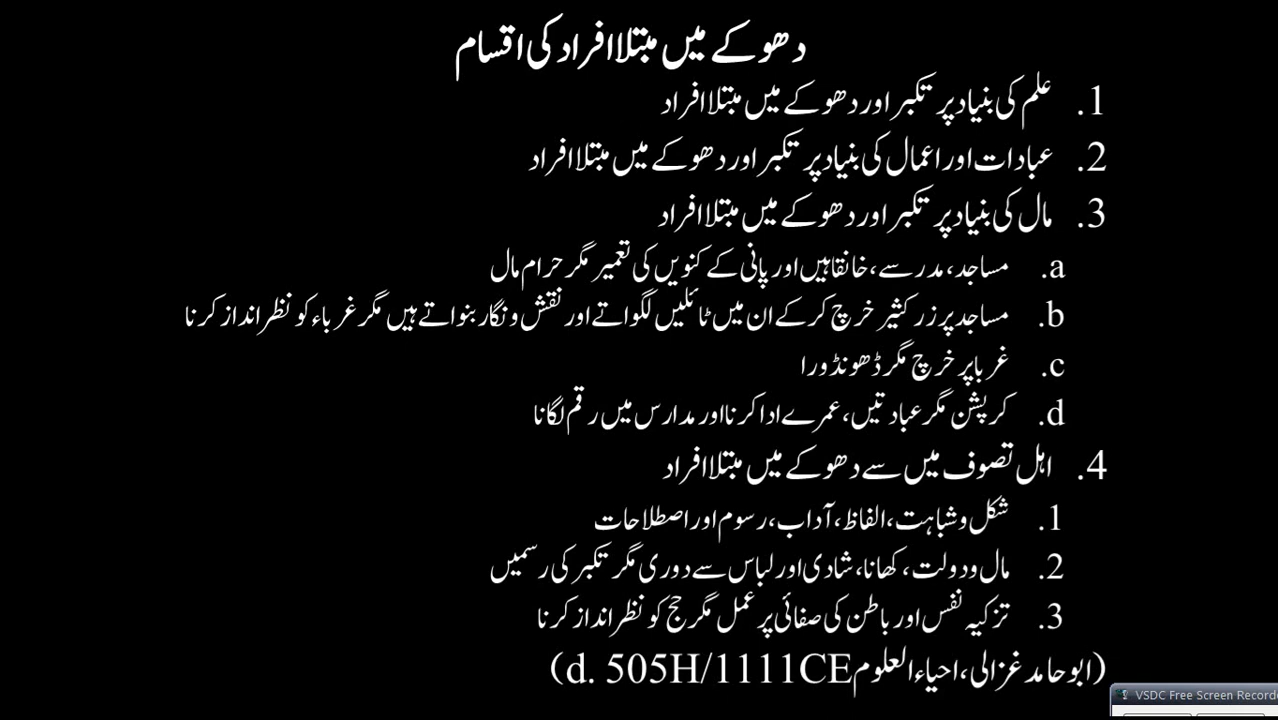 دھوکے میں مبتلا افراد کی اقسام
1. علم کی بنیاد پر تکبر اور دھوکے میں مبتلا افراد
2. عبادات اور اعمال کی بنیاد پر تکبر اور دھوکے میں مبتلا افراد
3. مال کی بنیاد پر تکبر اور دھوکے میں مبتلا افراد
a. مساجد، مدرسے، خانقاہیں اور پانی کے کنویں کی تعمیر مگر حرام مال
b. مساجد پر زر کثیر خرچ کر کے ان میں ٹائلیں لگواتے اور نقش و نگار بنواتے ہیں مگر غرباء کو نظر انداز کرنا
c. غربا پر خرچ مگر ڈھونڈورا
d. کرپشن مگر عبادتیں، عمرے ادا کرنا اور مدارس میں رقم لگانا
4. اہل تصوف میں سے دھوکے میں مبتلا افراد
1. شکل و شباہت، الفاظ، آداب، رسوم اور اصطلاحات
2. مال و دولت، کھانا، شادی اور لباس سے دوری مگر تکبر کی رسمیں
3. تزکیہ نفس اور باطن کی صفائی پر عمل مگر حج کو نظر انداز کرنا
(ابو حامد غزالی، احیاء العلوم d. 505H/1111CE)
VSDC Free Screen Recorde